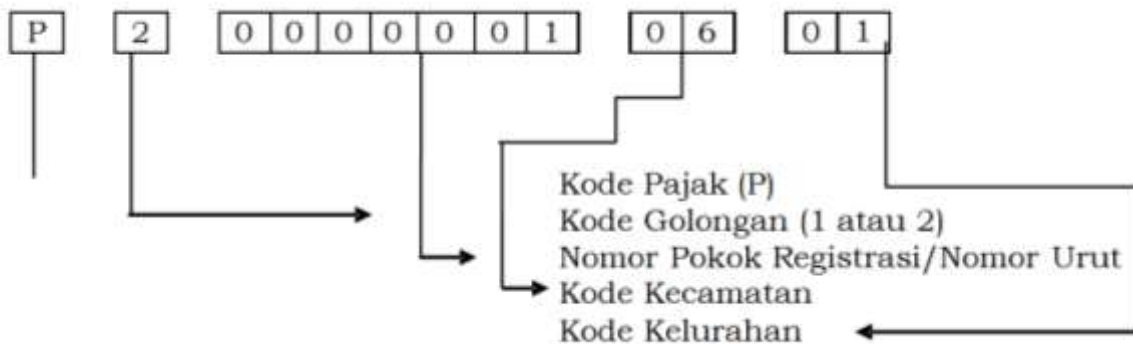 P 2 0 0 0 0 0 0 1 0 6 0 1
Kode Pajak (P)
Kode Golongan (1 atau 2)
Nomor Pokok Registrasi/Nomor Urut
Kode Kecamatan
Kode Kelurahan